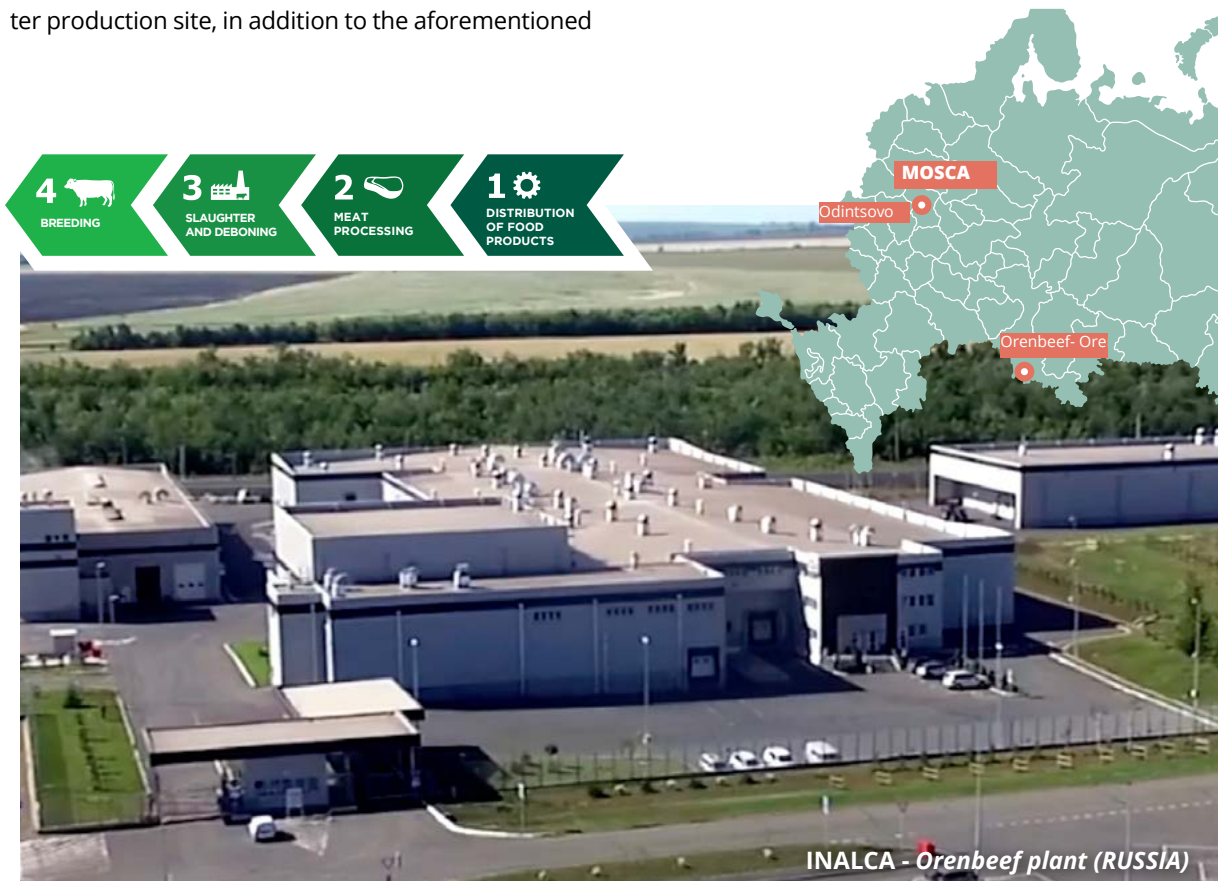 ter production site, in addition to the aforementioned
MOSCA
Odintsovo
4
BREEDING
3
SLAUGHTER
AND DEBONING
2
MEAT
PROCESSING
1
DISTRIBUTION
OF FOOD
PRODUCTS
Orenbeef- Ore
INALCA - Orenbeef plant (RUSSIA)